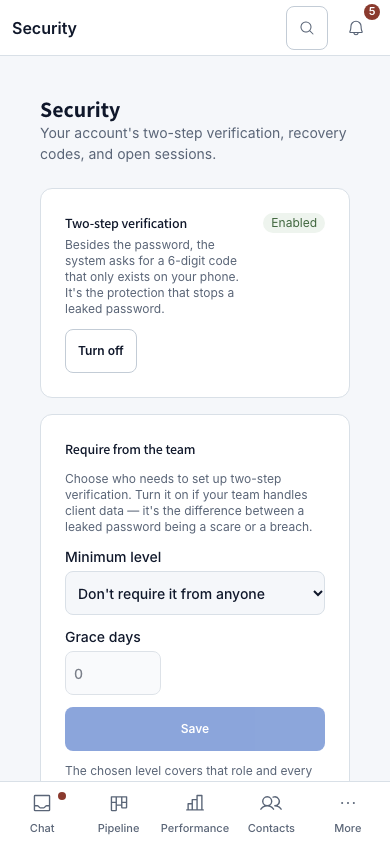 Security
5
Security
Your account's two-step verification, recovery
codes, and open sessions.
Two-step verification
Enabled
Besides the password, the
system asks for a 6-digit code
that only exists on your phone.
It's the protection that stops a
leaked password.
Turn off
Require from the team
Choose who needs to set up two-step
verification. Turn it on if your team handles
client data — it's the difference between a
leaked password being a scare or a breach.
Minimum level
Don't require it from anyone
Grace days
0
Save
The chosen level covers that role and every
Chat
Pipeline
Performance
Contacts
More